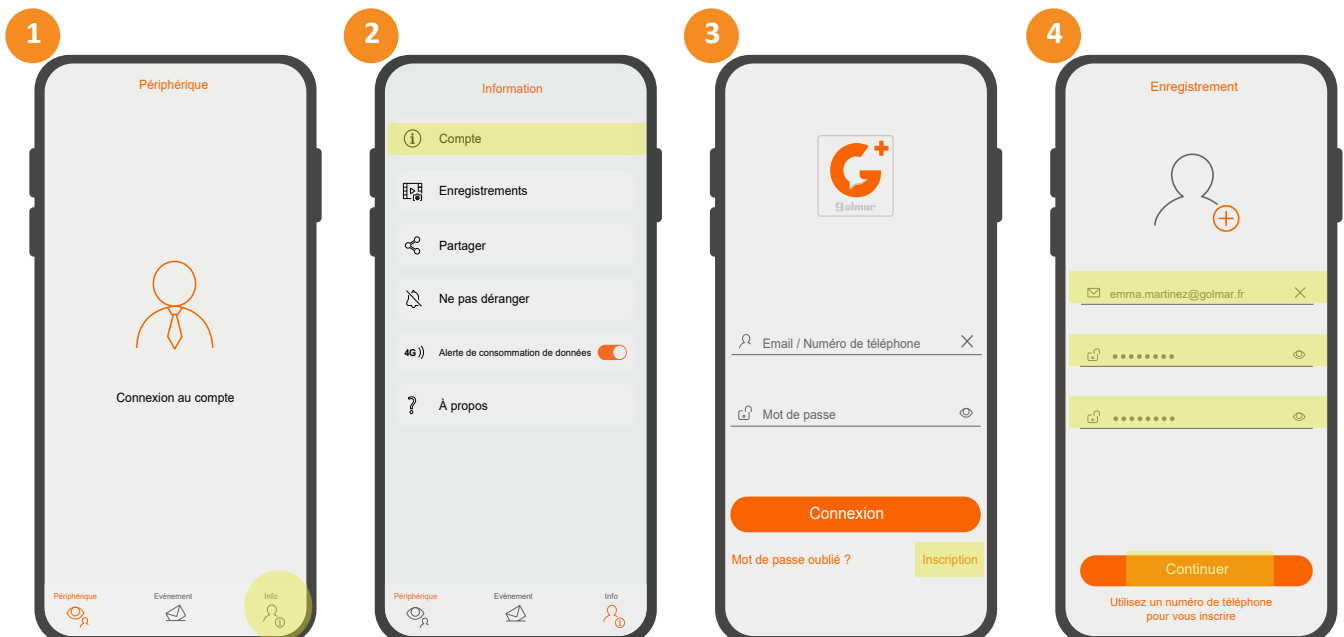 1
Périphérique
Connexion au compte
Périphérique
Evènement
Info
2
Information
Compte
Enregistrements
Partager
Ne pas déranger
4G
Alerte de consommation de données
À propos
Périphérique
Evènement
Info
3
G+
golmar
Email / Numéro de téléphone
Mot de passe
Connexion
Mot de passe oublié ?
Inscription
4
Enregistrement
emma.martinez@golmar.fr
Continuer
Utilisez un numéro de téléphone
pour vous inscrire